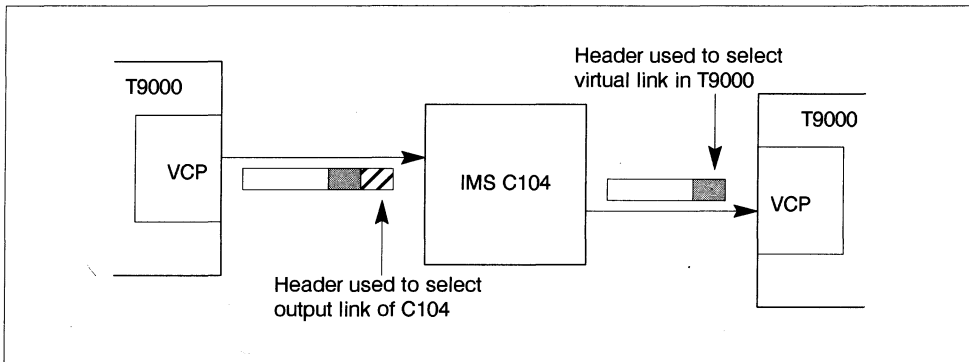 Header used to select
virtual link in T9000
T9000
T9000
VCP
IMS C104
VCP
Header used to select
output link of C104